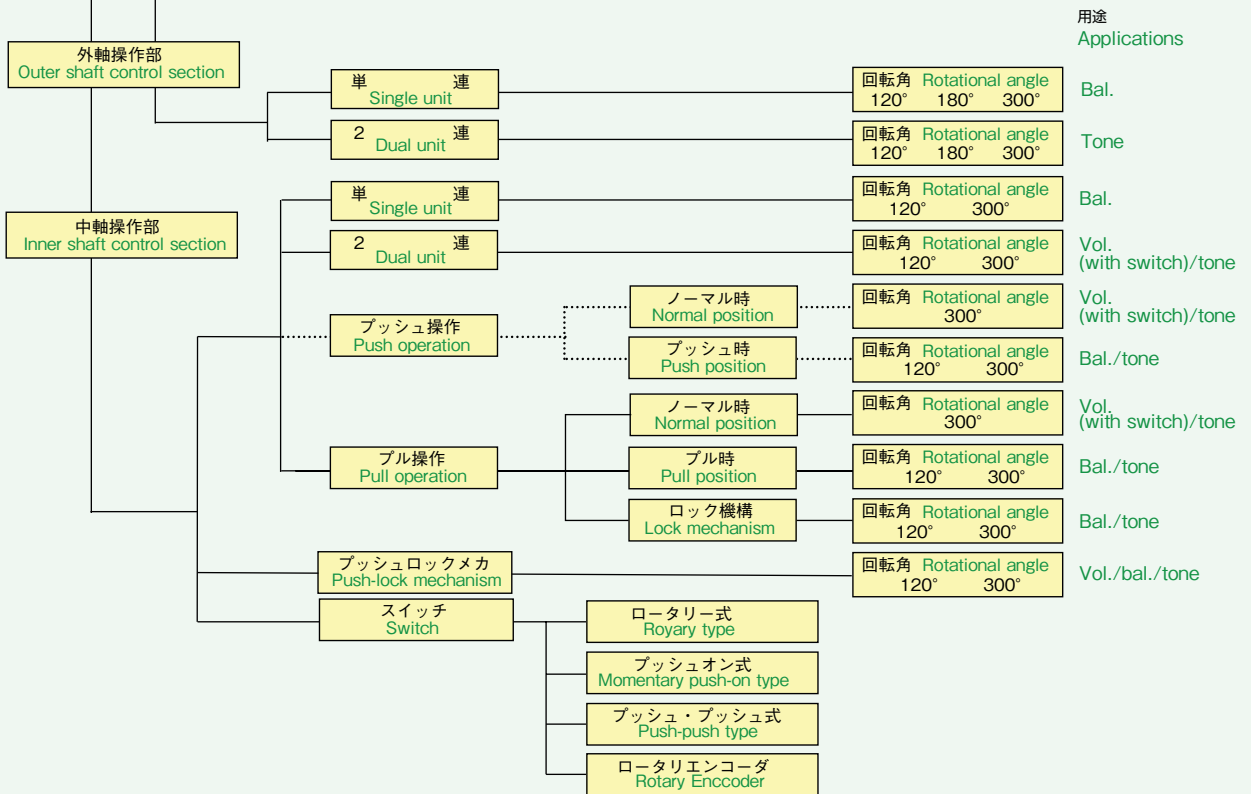 用途
Applications
外軸操作部
Outer shaft control section
単 連
Single unit
回転角 Rotational angle
120° 180° 300°
Bal.
2 連
Dual unit
回転角 Rotational angle
120° 180° 300°
Tone
中軸操作部
Inner shaft control section
単 連
Single unit
回転角 Rotational angle
120° 300°
Bal.
2 連
Dual unit
回転角 Rotational angle
120° 300°
Vol.
(with switch)/tone
プッシュ操作
Push operation
ノーマル時
Normal position
回転角 Rotational angle
300°
Vol.
(with switch)/tone
プッシュ時
Push position
回転角 Rotational angle
120° 300°
Bal./tone
プル操作
Pull operation
ノーマル時
Normal position
回転角 Rotational angle
300°
Vol.
(with switch)/tone
プル時
Pull position
回転角 Rotational angle
120° 300°
Bal./tone
ロック機構
Lock mechanism
回転角 Rotational angle
120° 300°
Bal./tone
プッシュロックメカ
Push-lock mechanism
回転角 Rotational angle
120° 300°
Vol./bal./tone
スイッチ
Switch
ロータリー式
Royary type
プッシュオン式
Momentary push-on type
プッシュ・プッシュ式
Push-push type
ロータリエンコーダ
Rotary Enccoder